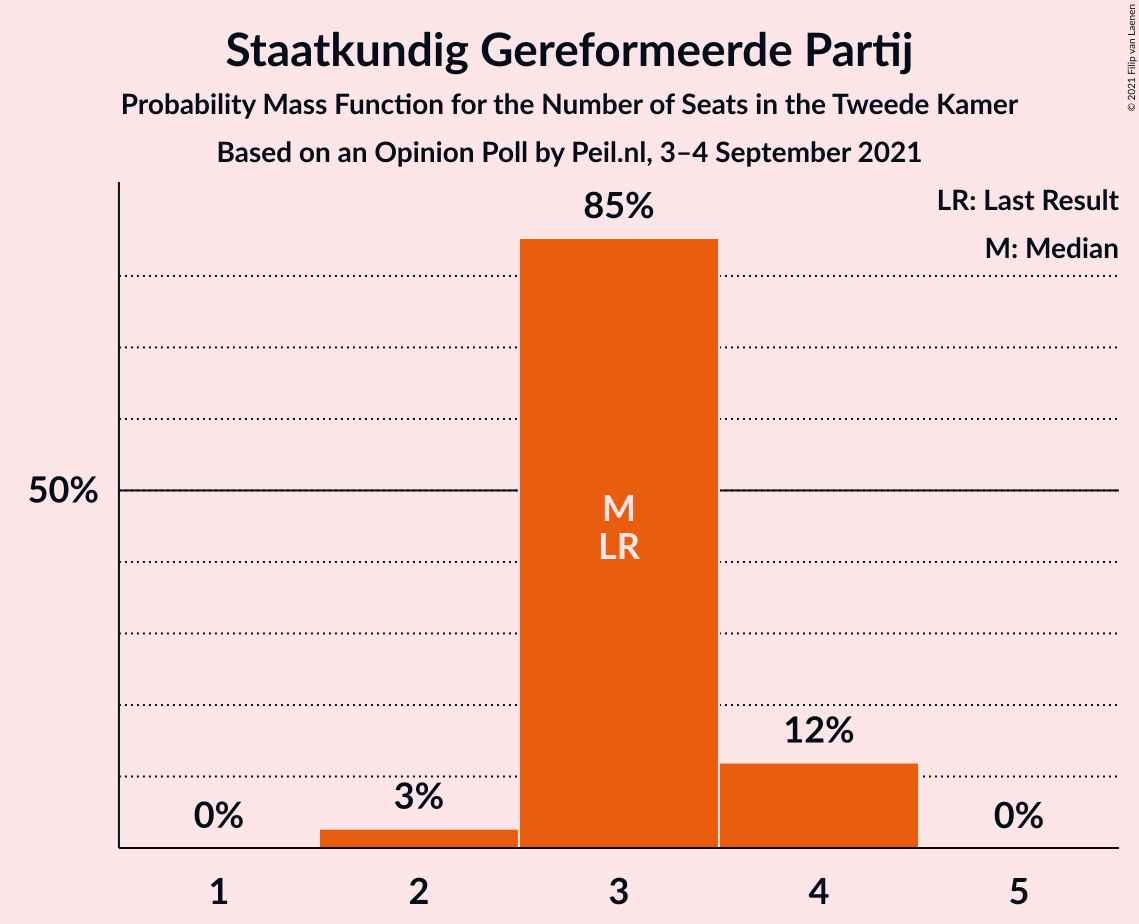 Staatkundig Gereformeerde Partij
Probability Mass Function for the Number of Seats in the Tweede Kamer
Based on an Opinion Poll by Peil.nl, 3–4 September 2021
© 2021 Filip van Laenen
LR: Last Result
M: Median
85%
50%
M
LR
12%
3%
0%
0%
1 2 3 4 5